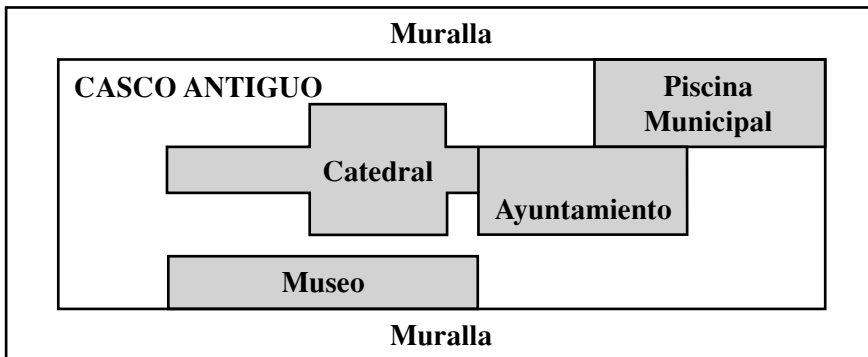 Muralla
CASCO ANTIGUO
Piscina
Municipal
Catedral
Ayuntamiento
Museo
Muralla